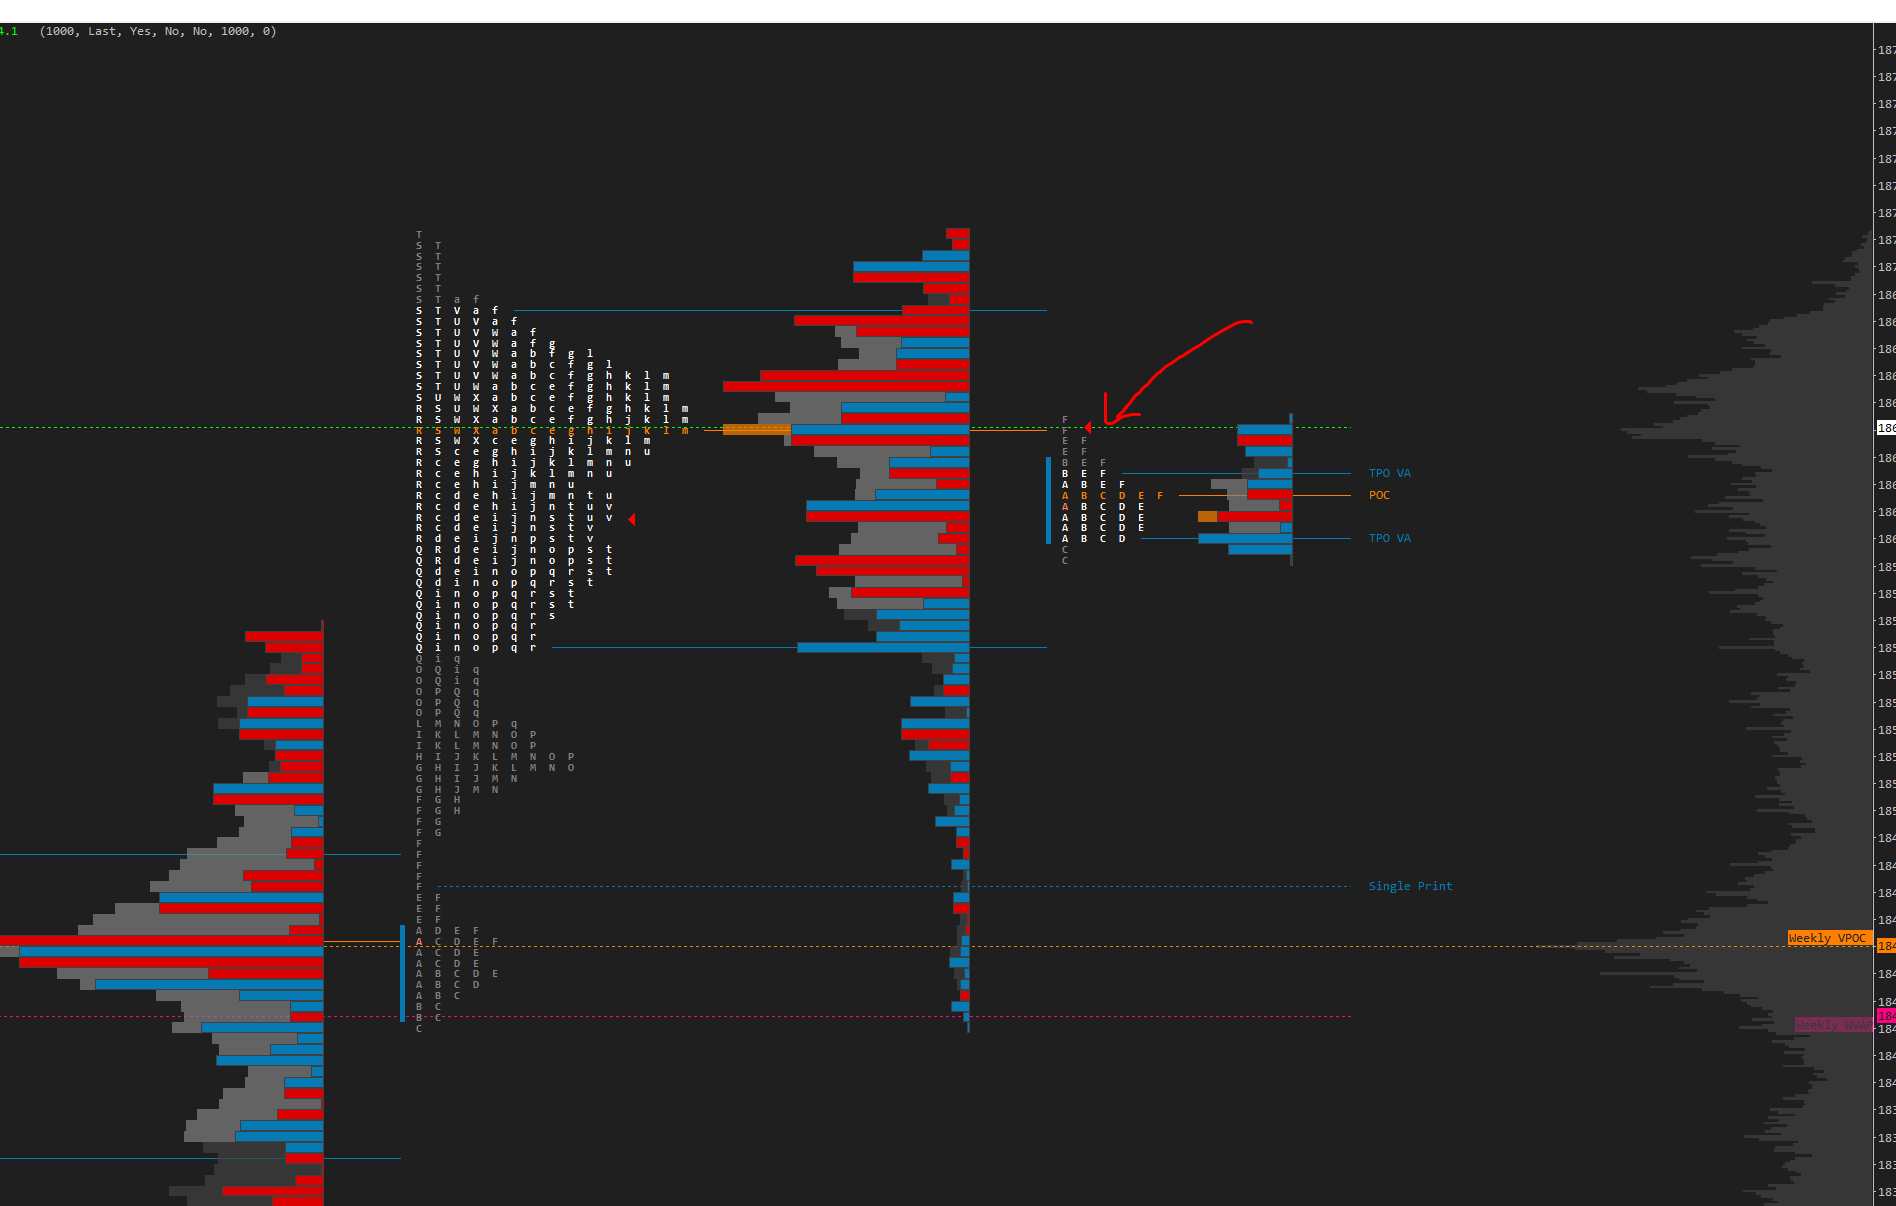 4.1 (1000, Last, Yes, No, No, 1000, 0)
T
S T
S T
S T
S T
S T
S T a f
S T V a f
S T U V a f
S T U V W a f
S T U V W a f g
S T U V W a b f g l
S T U V W a b c f g l
S T U V W a b c f g h k l m
S T U W a b c e f g h k l m
S U W X a b c e f g h k l m
R S U W X a b c e f g h k l m
R S W X a b c e f g h j k l m
R S W X a b c e g h i j k l m
R S W X c e g h i j k l m
R S c e g h i j k l m n u
R c e g h i j k l m n u
R c e h i j k l m n u
R c e h i j m n u
R c d e h i j m n t u
R c d e h i j n s t u v
R c d e i j n s t u v
R c d e i j n s t v
R d e i j n p s t v
Q R d e i j n o p s t
Q R d e i j n o p s t
Q d e i n o p q r s t
Q d i n o p q r s t
Q i n o p q r s t
Q i n o p q r s t
Q i n o p q r s
Q i n o p q r
Q i n o p q r
Q i n o p q r
Q i q
O Q i q
O Q i q
O P Q q
O P Q q
O P Q q
L M N O P q
I K L M N O P
I K L M N O P
H I J K L M N O P
G H I J K L M N O
G H I J M N
G H J M N
F G H
F G H
F G
F G
F
F
F
F
F
E F
E F
E F
A D E F
A C D E F
A C D E
A C D E
A B C D E
A B C D
A B C
B C
B C
C
F
F
E F
E F
B E F
B E F
A B E F
A B C D E F
A B C D E
A B C D E
A B C D E
A B C D
C
C
TPO VA
POC
TPO VA
Single Print
Weekly VPOC
187
187
187
187
187
187
187
187
187
186
186
186
186
186
186
186
186
186
186
185
185
185
185
185
185
185
185
185
185
184
184
184
184
184
184
184
184
184
184
184
183
183
183
183